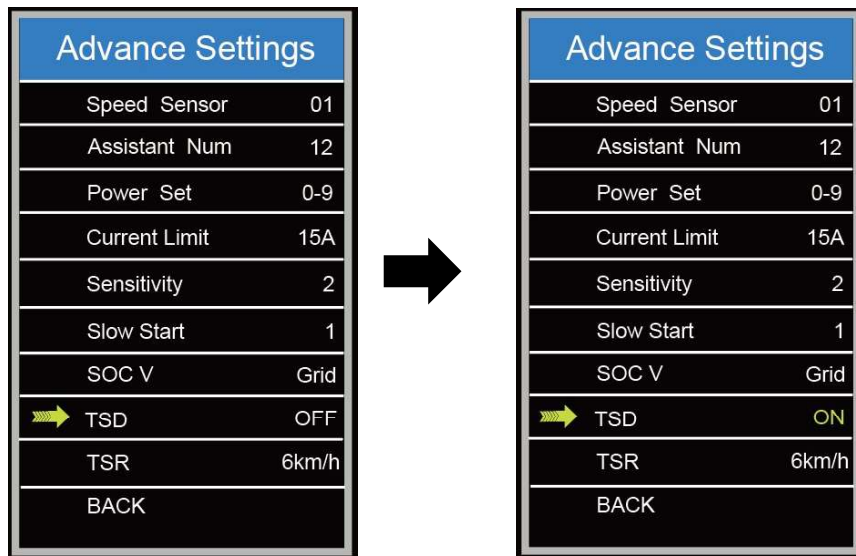 Advance Settings
Speed Sensor 01
Assistant Num 12
Power Set 0-9
Current Limit 15A
Sensitivity 2
Slow Start 1
SOC V Grid
TSD OFF
TSR 6km/h
BACK
Advance Settings
Speed Sensor 01
Assistant Num 12
Power Set 0-9
Current Limit 15A
Sensitivity 2
Slow Start 1
SOC V Grid
TSD ON
TSR 6km/h
BACK